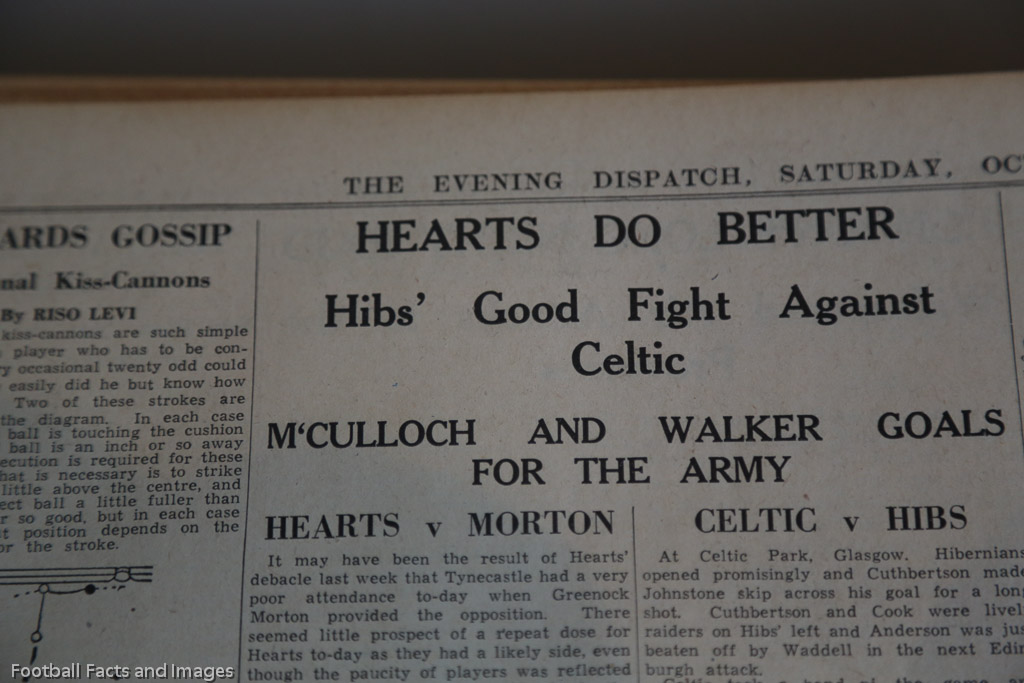 THE EVENING DISPATCH, SATURDAY, OC
ARDS GOSSIP
nal Kiss-Cannons
By RISO LEVI
kiss-cannons are such simple
player who has to be con-
y occasional twenty odd could
easily did he but know how
Two of these strokes are
the diagram. In each case
ball is touching the cushion
ball is an inch or so away
ecution is required for these
hat is necessary is to strike
little above the centre, and
ect ball a little fuller than
r so good, but in each case
t position depends on the
or the stroke.
HEARTS DO BETTER
Hibs' Good Fight Against
Celtic
M'CULLOCH AND WALKER GOALS
FOR THE ARMY
HEARTS v MORTON
It may have been the result of Hearts'
debacle last week that Tynecastle had a very
poor attendance to-day when Greenock
Morton provided the opposition. There
seemed little prospect of a repeat dose for
Hearts to-day as they had a likely side, even
though the paucity of players was reflected
CELTIC v HIBS
At Celtic Park, Glasgow. Hibernians
opened promisingly and Cuthbertson made
Johnstone skip across his goal for a long
shot. Cuthbertson and Cook were livel
raiders on Hibs' left and Anderson was jus
beaten off by Waddell in the next Edin
burgh attack.
Football Facts and Images